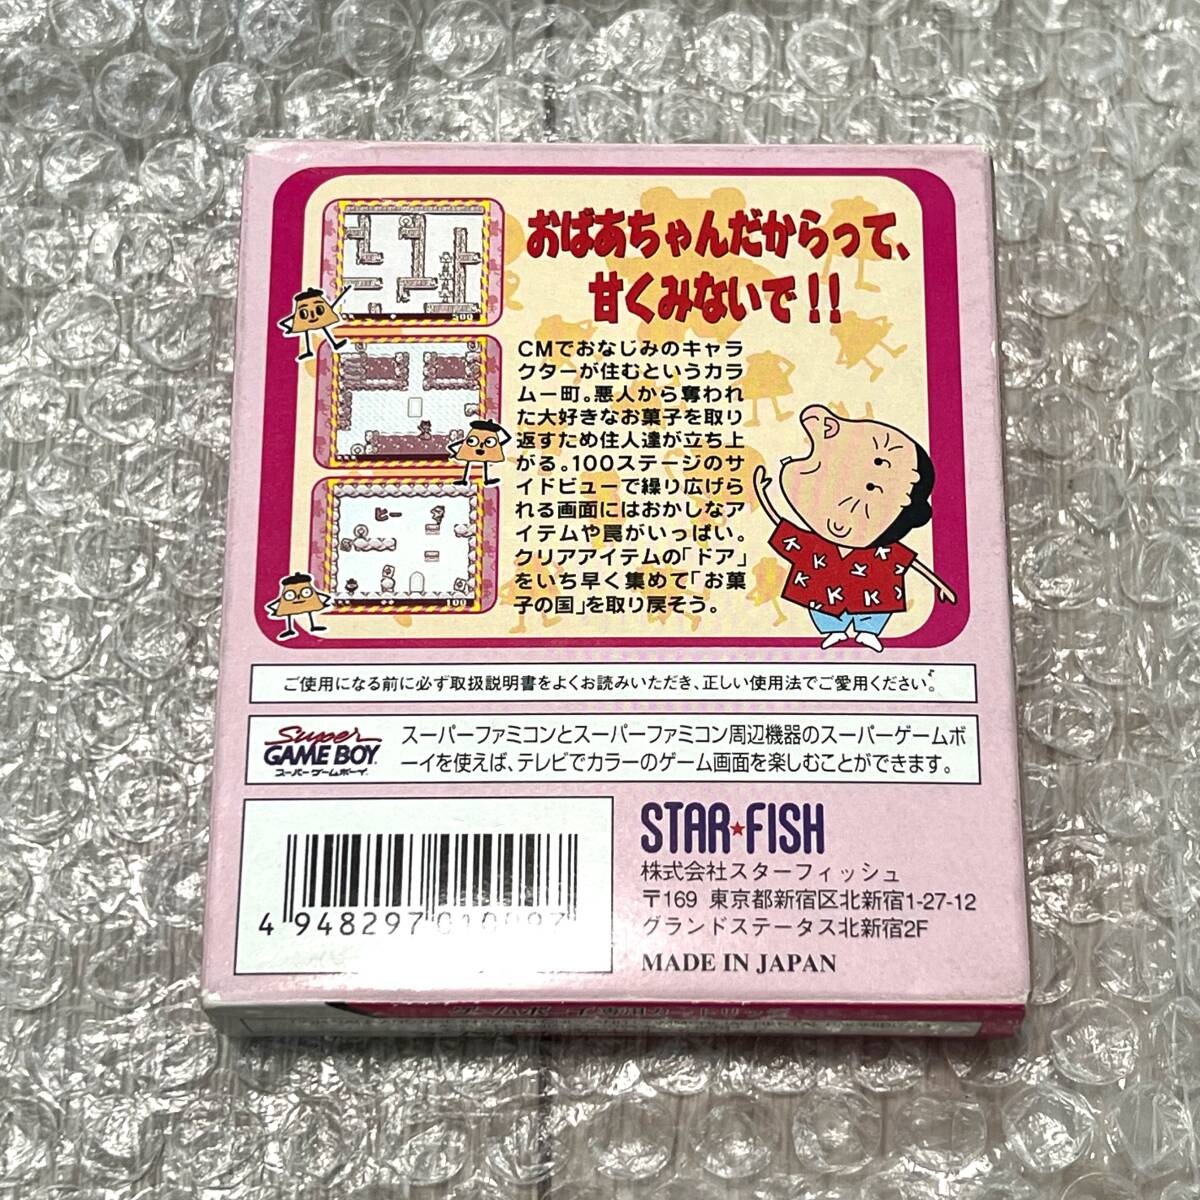 おばあちゃんだからって、
甘くみないで！！
CMでおなじみのキャラ
クターが住むというカラ
ムー町。悪人から奪われ
た大好きなお菓子を取り
返すため住人達が立ち上
がる。100ステージのサ
イドビューで繰り広げら
れる画面にはおかしなア
イテムや罠がいっぱい。
クリアアイテムの「ドア」
をいち早く集めて「お菓
子の国」を取り戻そう。
500
ヒー
100
ご使用になる前に必ず取扱説明書をよくお読みいただき、正しい使用法でご愛用ください。
Super
GAME BOY
スーパーゲームボーイ
スーパーファミコンとスーパーファミコン周辺機器のスーパーゲームボ
ーイを使えば、テレビでカラーのゲーム画面を楽しむことができます。
4 948297 010097
STAR★FISH
株式会社スターフィッシュ
〒169 東京都新宿区北新宿1-27-12
グランドステータス北新宿2F
MADE IN JAPAN